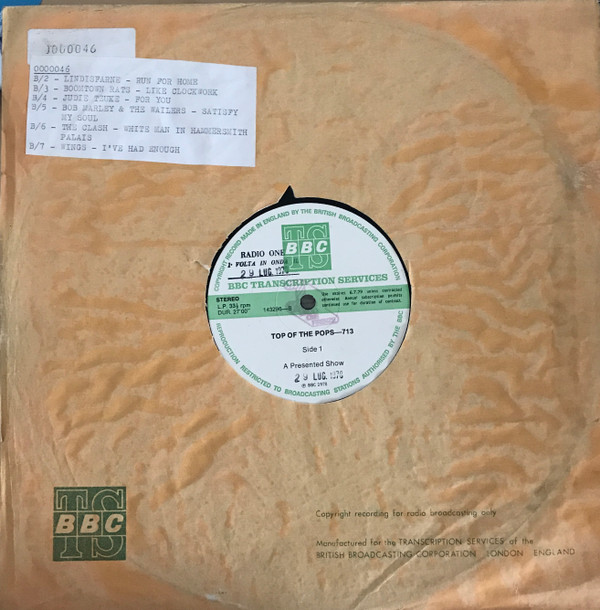 J000046
0000046
B/2 - LINDISFARNE - RUN FOR HOME
B/3 - BOOMTOWN RATS - LIKE CLOCKWORK
B/4 - JUDIE TZUKE - FOR YOU
B/5 - BOB MARLEY & THE WAILERS - SATISFY
MY SOUL
B/6 - THE CLASH - WHITE MAN IN HAMMERSMITH
PALAIS
B/7 - WINGS - I'VE HAD ENOUGH
COPYRIGHT RECORD MADE IN ENGLAND BY THE BRITISH BROADCASTING CORPORATION
TS
BBC
RADIO ONE
VOLTA IN ONDA
29 LUG. 1978
BBC TRANSCRIPTION SERVICES
STEREO
L.P. 33⅓ rpm
DUR. 27'00"
TOP OF THE POPS—713
Side 1
A Presented Show
29 LUG. 1978
© BBC 1978
REPRODUCTION RESTRICTED TO BROADCASTING STATIONS AUTHORISED BY THE BBC
TS
BBC
Copyright recording for radio broadcasting only
Manufactured for the TRANSCRIPTION SERVICES of the
BRITISH BROADCASTING CORPORATION LONDON ENGLAND